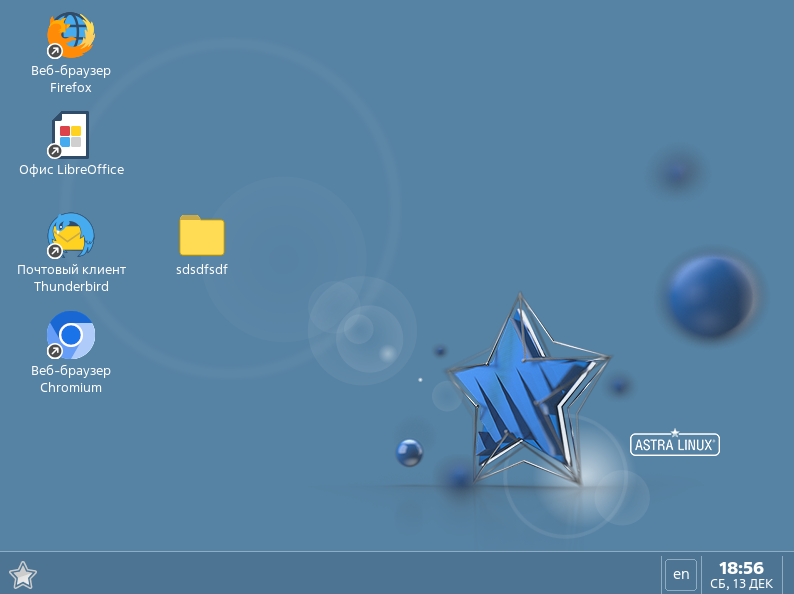 Веб-браузер
Firefox
Офис LibreOffice
Почтовый клиент
Thunderbird
sdsdfsdf
Веб-браузер
Chromium
ASTRA LINUX®
en
18:56
СБ, 13 ДЕК